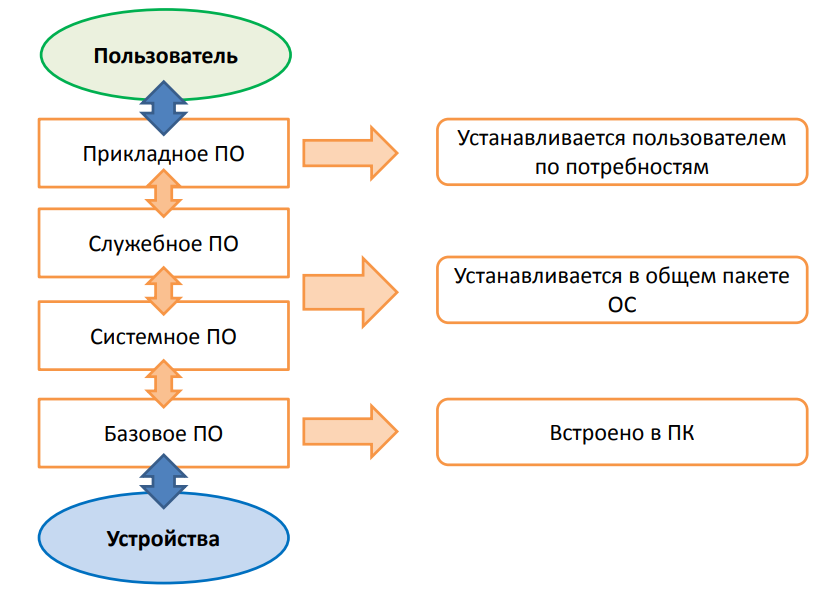 Пользователь
Прикладное ПО
Устанавливается пользователем
по потребностям
Служебное ПО
Устанавливается в общем пакете
ОС
Системное ПО
Базовое ПО
Встроено в ПК
Устройства